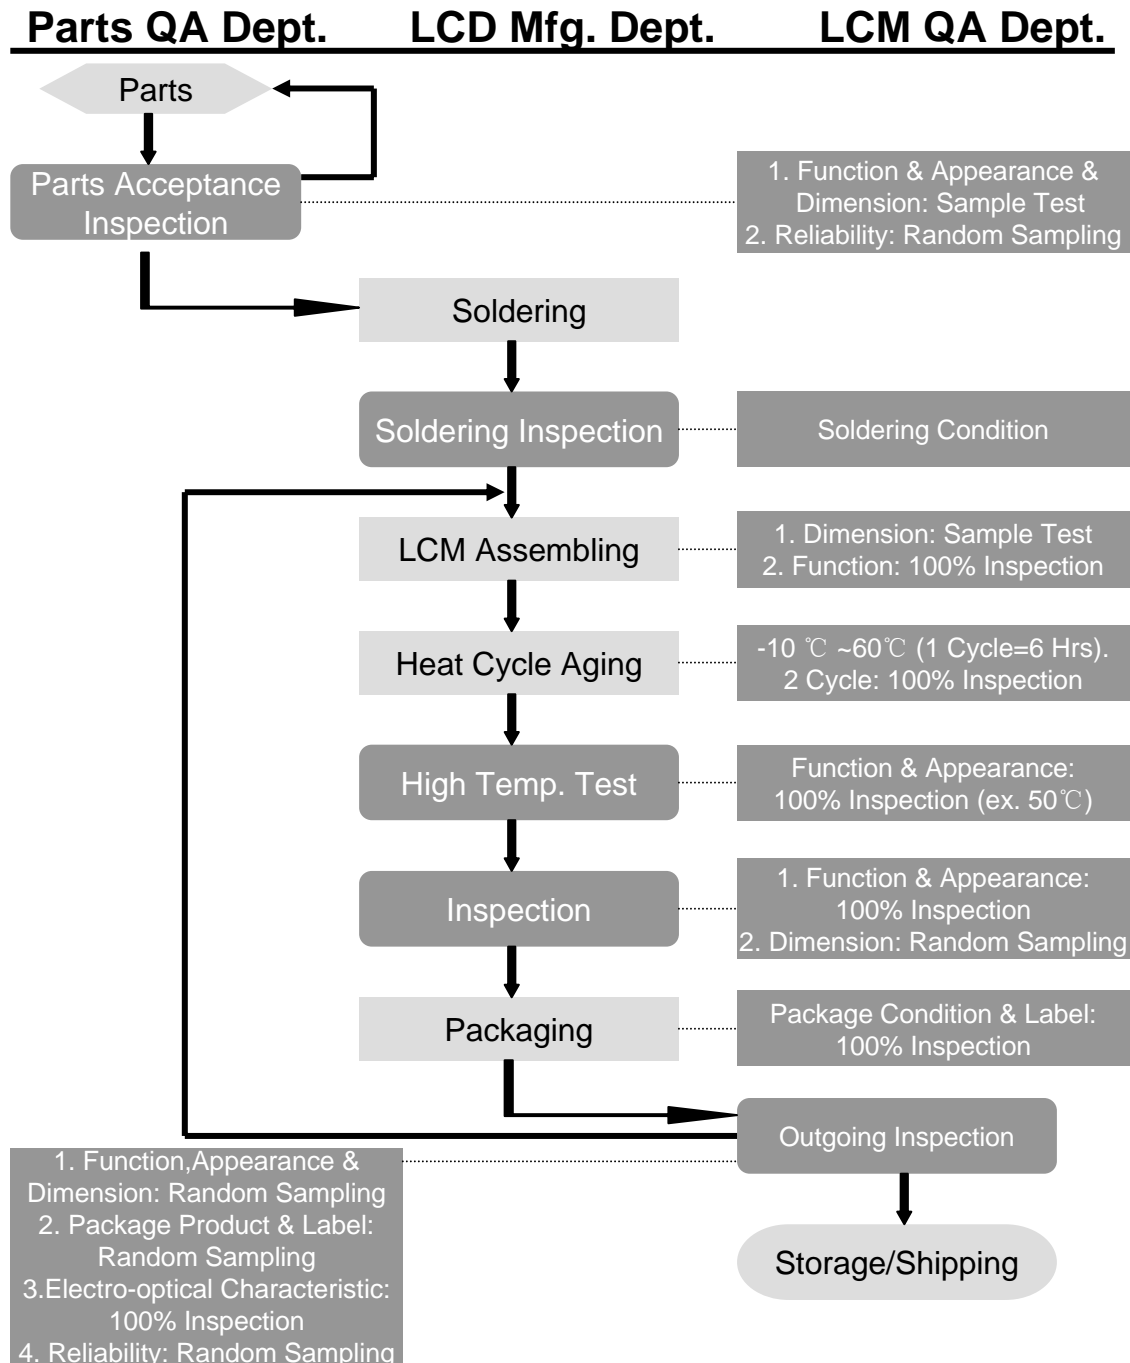 Parts QA Dept. LCD Mfg. Dept. LCM QA Dept.
Parts
Parts Acceptance
Inspection
1. Function & Appearance &
Dimension: Sample Test
2. Reliability: Random Sampling
Soldering
Soldering Inspection
Soldering Condition
LCM Assembling
1. Dimension: Sample Test
2. Function: 100% Inspection
Heat Cycle Aging
-10 ℃ ~60℃ (1 Cycle=6 Hrs).
2 Cycle: 100% Inspection
High Temp. Test
Function & Appearance:
100% Inspection (ex. 50℃)
Inspection
1. Function & Appearance:
100% Inspection
2. Dimension: Random Sampling
Packaging
Package Condition & Label:
100% Inspection
Outgoing Inspection
1. Function,Appearance &
Dimension: Random Sampling
2. Package Product & Label:
Random Sampling
3.Electro-optical Characteristic:
100% Inspection
4. Reliability: Random Sampling
Storage/Shipping